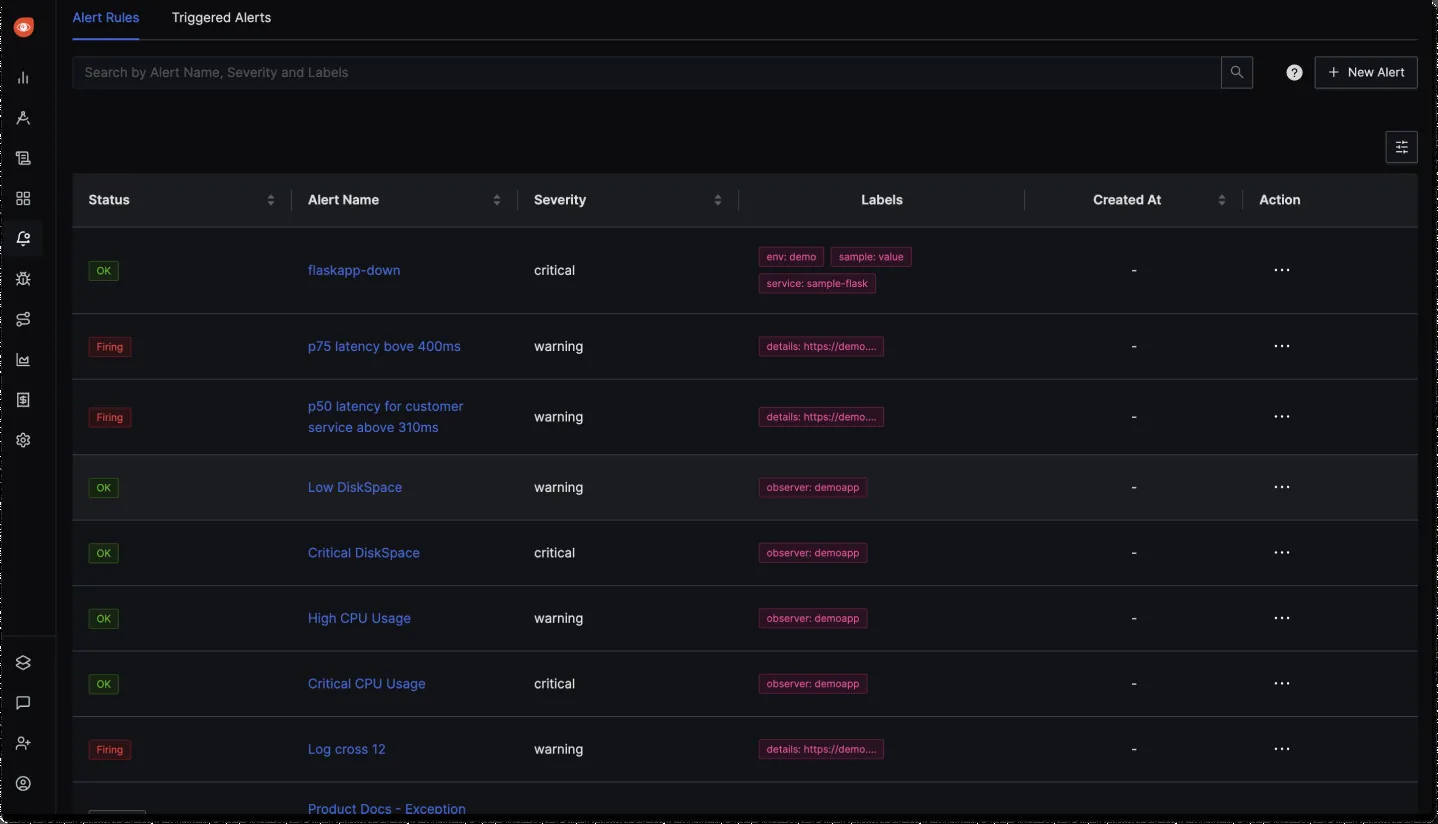 Alert Rules Triggered Alerts
Search by Alert Name, Severity and Labels
? + New Alert
Status Alert Name Severity Labels Created At Action
env: demo sample: value
OK flaskapp-down critical - ...
service: sample-flask
Firing p75 latency bove 400ms warning details: https://demo.... - ...
p50 latency for customer
Firing warning details: https://demo.... - ...
service above 310ms
OK Low DiskSpace warning observer: demoapp - ...
OK Critical DiskSpace critical observer: demoapp - ...
OK High CPU Usage warning observer: demoapp - ...
OK Critical CPU Usage critical observer: demoapp - ...
Firing Log cross 12 warning details: https://demo.... - ...
Product Docs - Exception